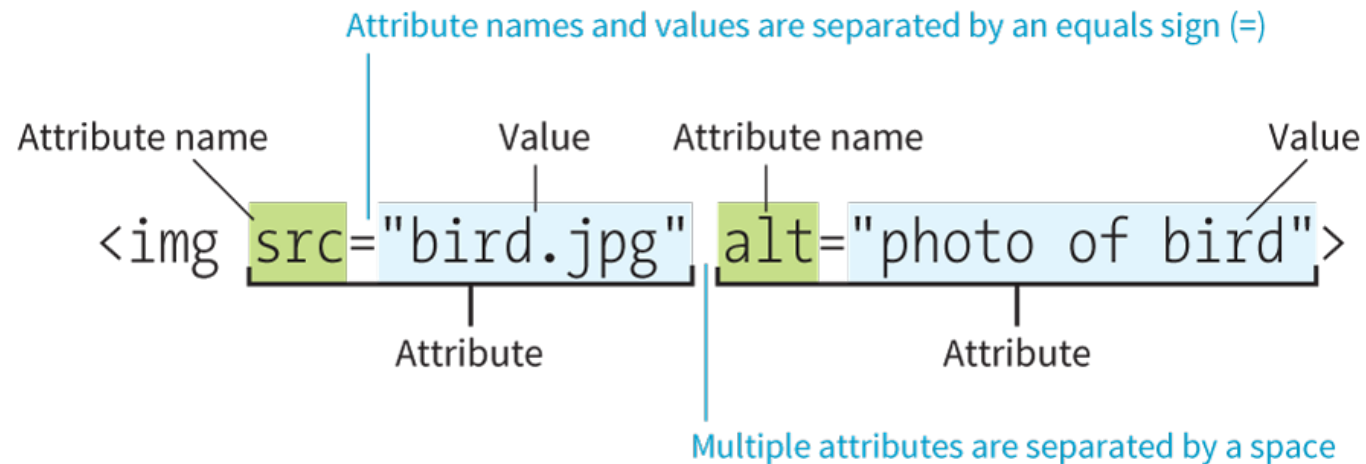 Attribute names and values are separated by an equals sign (=)
Attribute name Value Attribute name Value
<img src="bird.jpg" alt="photo of bird">
Attribute Attribute
Multiple attributes are separated by a space